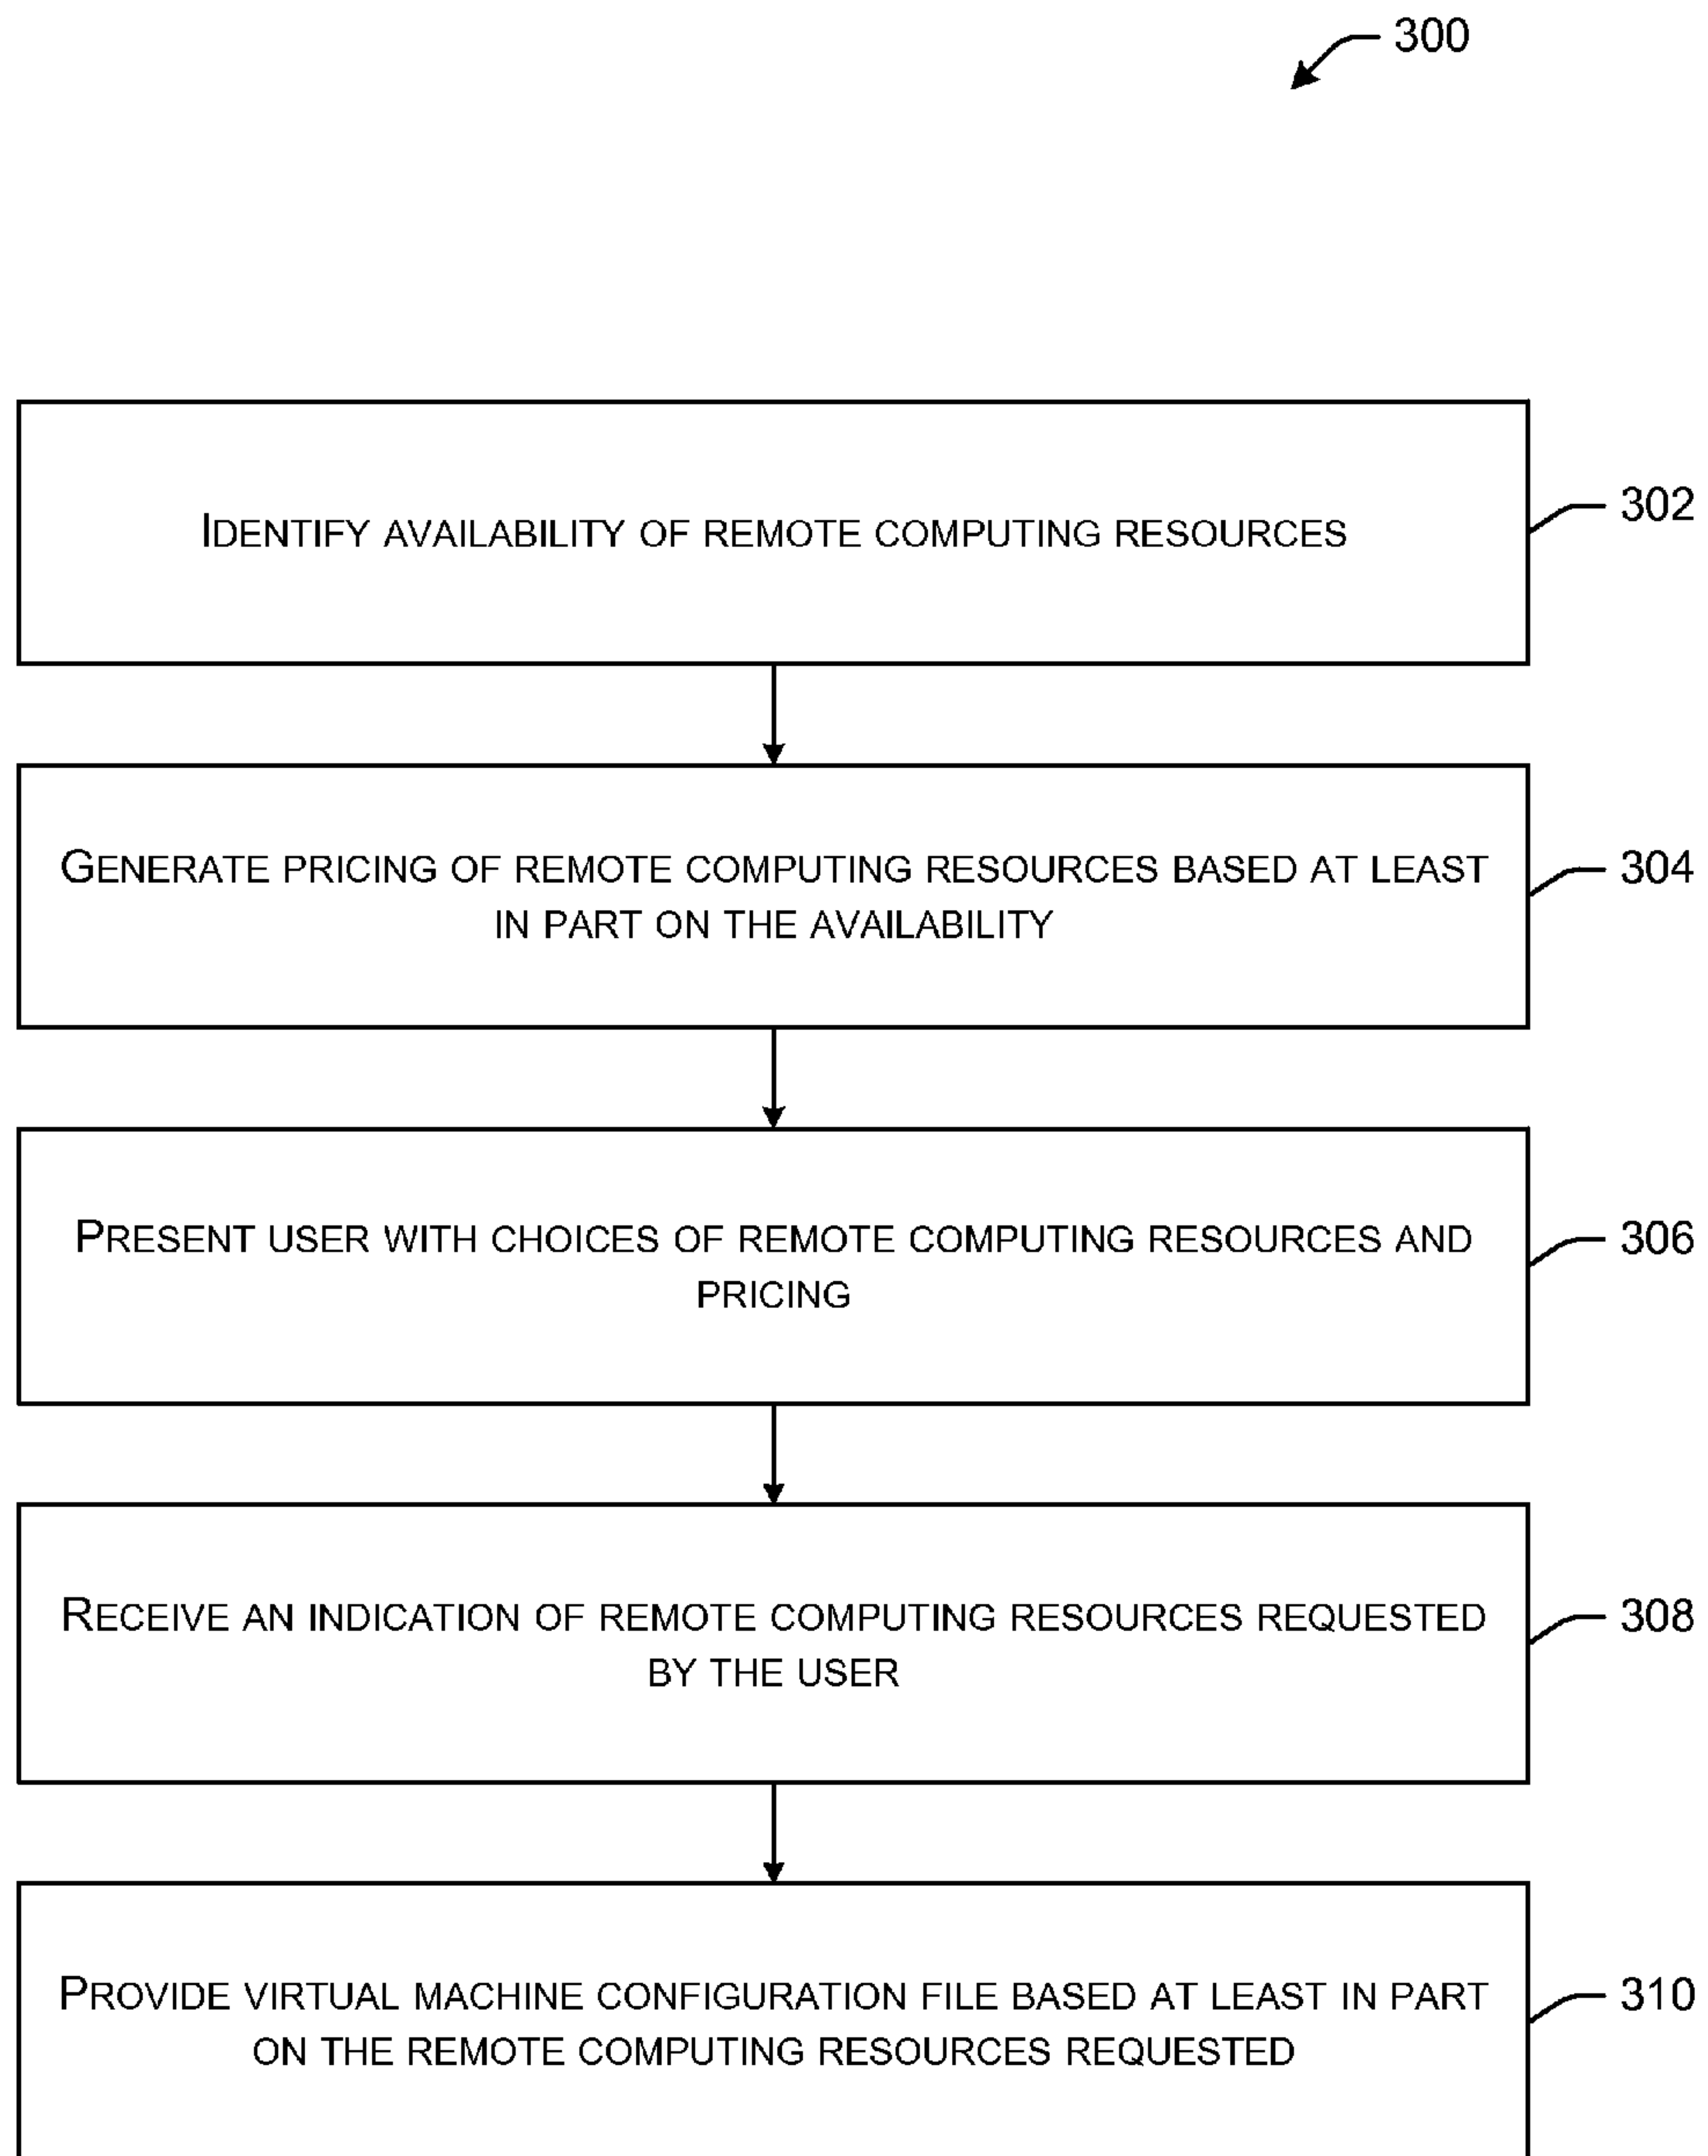 300
IDENTIFY AVAILABILITY OF REMOTE COMPUTING RESOURCES
302
GENERATE PRICING OF REMOTE COMPUTING RESOURCES BASED AT LEAST
IN PART ON THE AVAILABILITY
304
PRESENT USER WITH CHOICES OF REMOTE COMPUTING RESOURCES AND
PRICING
306
RECEIVE AN INDICATION OF REMOTE COMPUTING RESOURCES REQUESTED
BY THE USER
308
PROVIDE VIRTUAL MACHINE CONFIGURATION FILE BASED AT LEAST IN PART
ON THE REMOTE COMPUTING RESOURCES REQUESTED
310